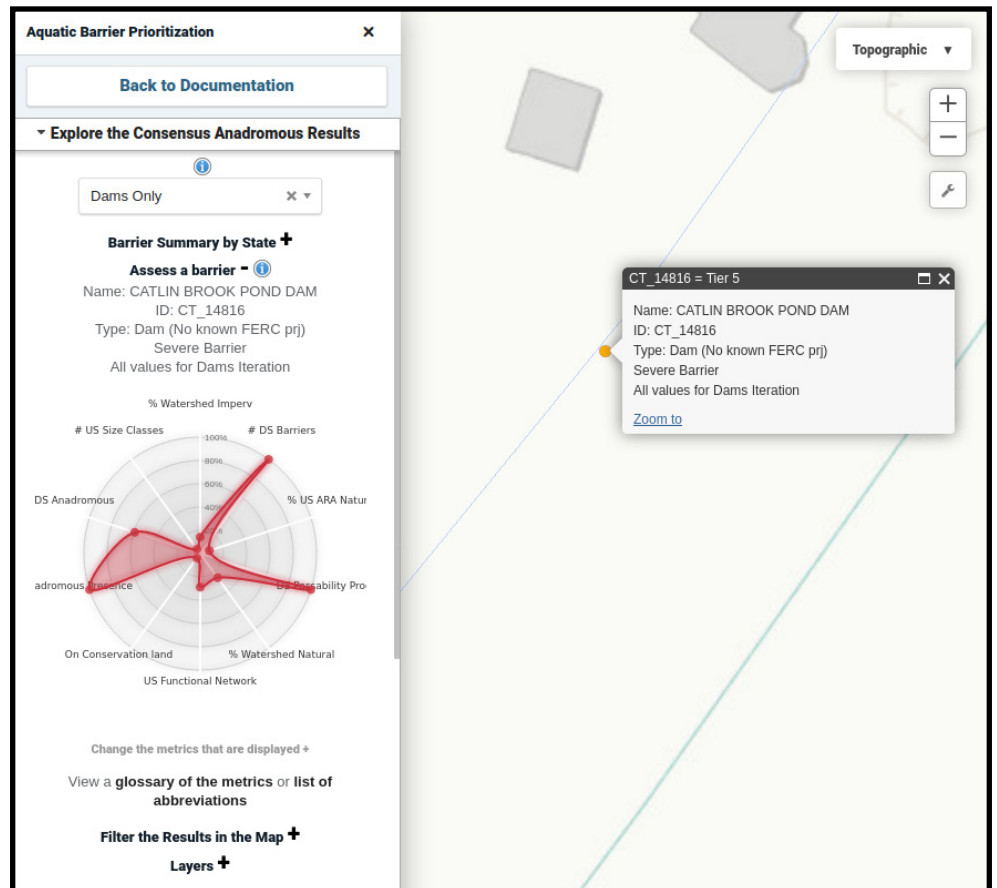 Aquatic Barrier Prioritization ×
Back to Documentation
Explore the Consensus Anadromous Results
Dams Only
Barrier Summary by State +
Assess a barrier -
Name: CATLIN BROOK POND DAM
ID: CT_14816
Type: Dam (No known FERC prj)
Severe Barrier
All values for Dams Iteration
% Watershed Imperv
# US Size Classes
# DS Barriers
100%
80%
60%
40%
DS Anadromous
% US ARA Natur
adromous Presence
DS Passability Pro
On Conservation land
% Watershed Natural
US Functional Network
Change the metrics that are displayed +
View a glossary of the metrics or list of
abbreviations
Filter the Results in the Map +
Layers +
Topographic
+
−
CT_14816 = Tier 5
Name: CATLIN BROOK POND DAM
ID: CT_14816
Type: Dam (No known FERC prj)
Severe Barrier
All values for Dams Iteration
Zoom to